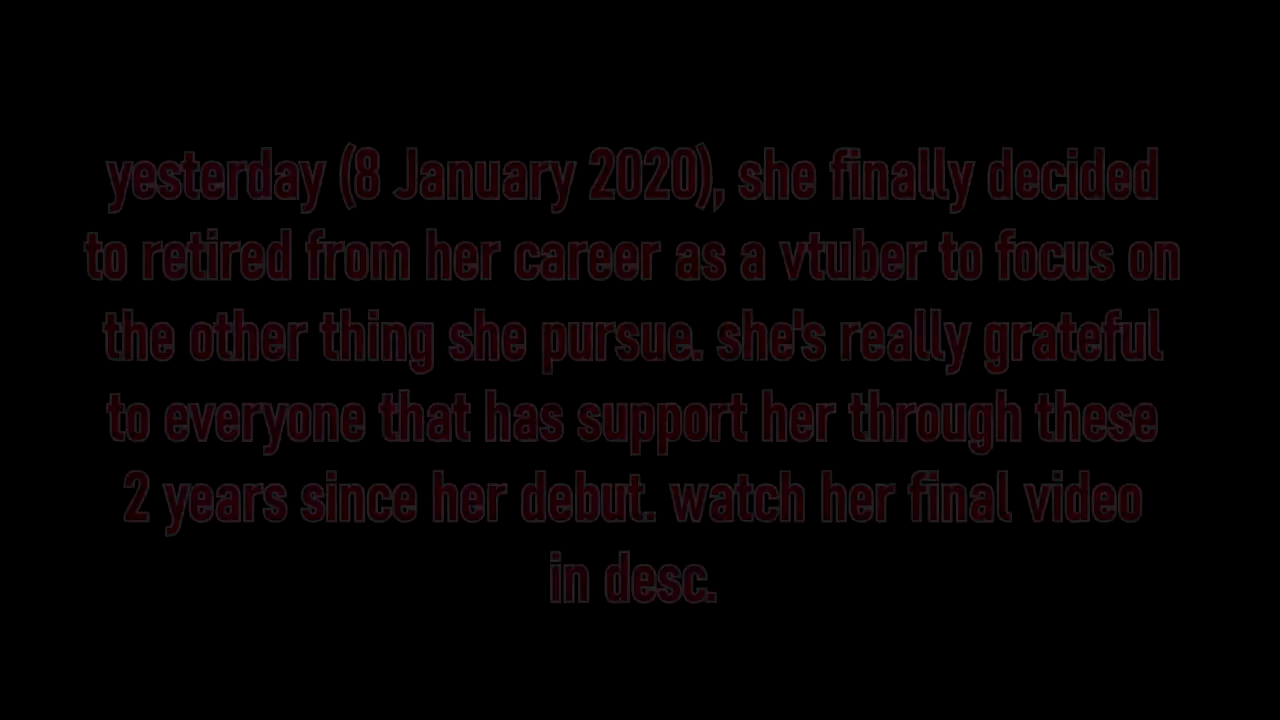 yesterday (8 January 2020), she finally decided
to retired from her career as a vtuber to focus on
the other thing she pursue. she's really grateful
to everyone that has support her through these
2 years since her debut. watch her final video
in desc.